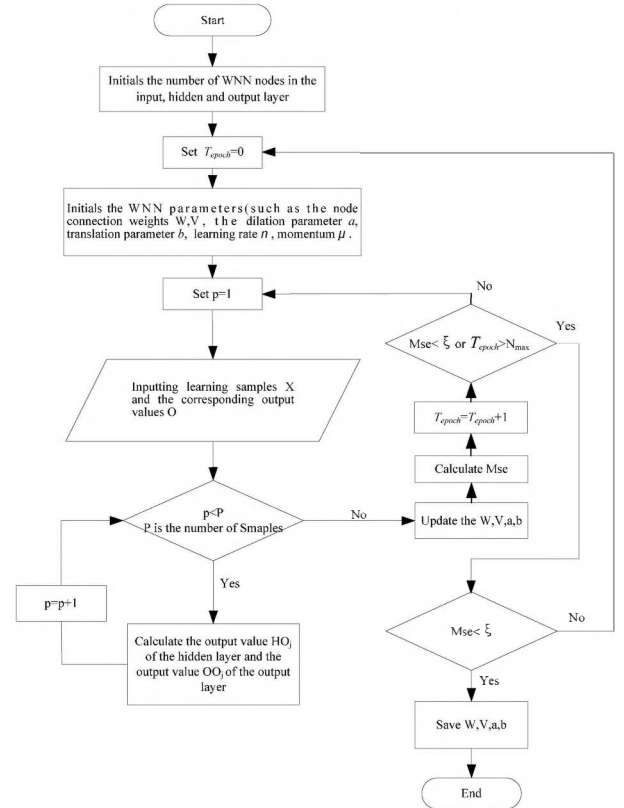 Start
Initials the number of WNN nodes in the
input, hidden and output layer
Set T_epoch=0
Initials the WNN parameters(such as the node
connection weights W,V, the dilation parameter a,
translation parameter b, learning rate n, momentum μ.
Set p=1
No
Mse< ξ or T_epoch>N_max
Yes
Inputting learning samples X
and the corresponding output
values O
T_epoch=T_epoch+1
Calculate Mse
p<P
P is the number of Smaples
No
Update the W,V,a,b
Yes
p=p+1
Calculate the output value HO_j
of the hidden layer and the
output value OO_j of the output
layer
Mse< ξ
No
Yes
Save W,V,a,b
End